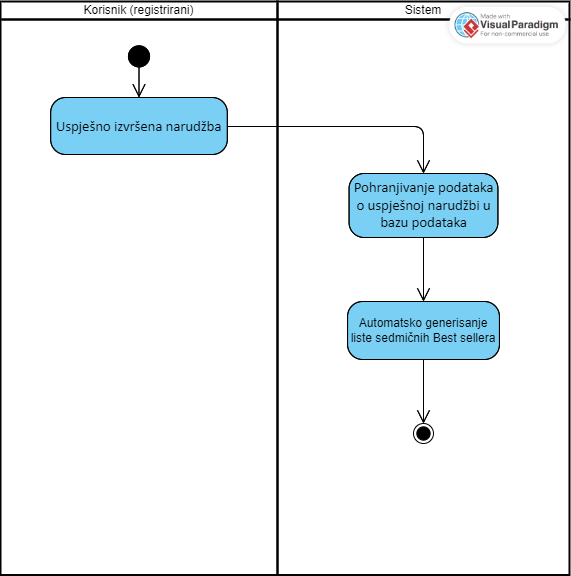 Korisnik (registrirani)
Sistem
Made with
Visual Paradigm
For non-commercial use
Uspješno izvršena narudžba
Pohranjivanje podataka
o uspješnoj narudžbi u
bazu podataka
Automatsko generisanje
liste sedmičnih Best sellera